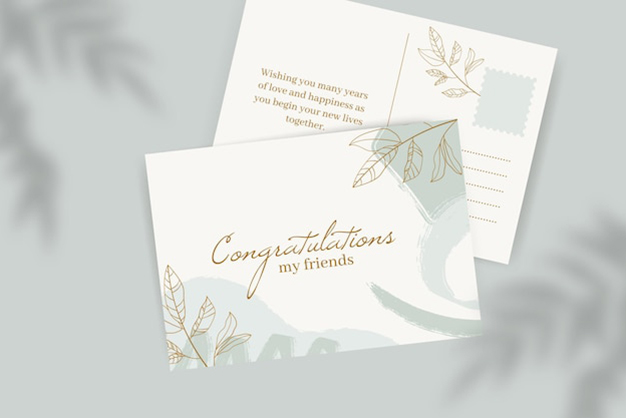 Wishing you many years
of love and happiness as
you begin your new lives
together.
Congratulations
my friends